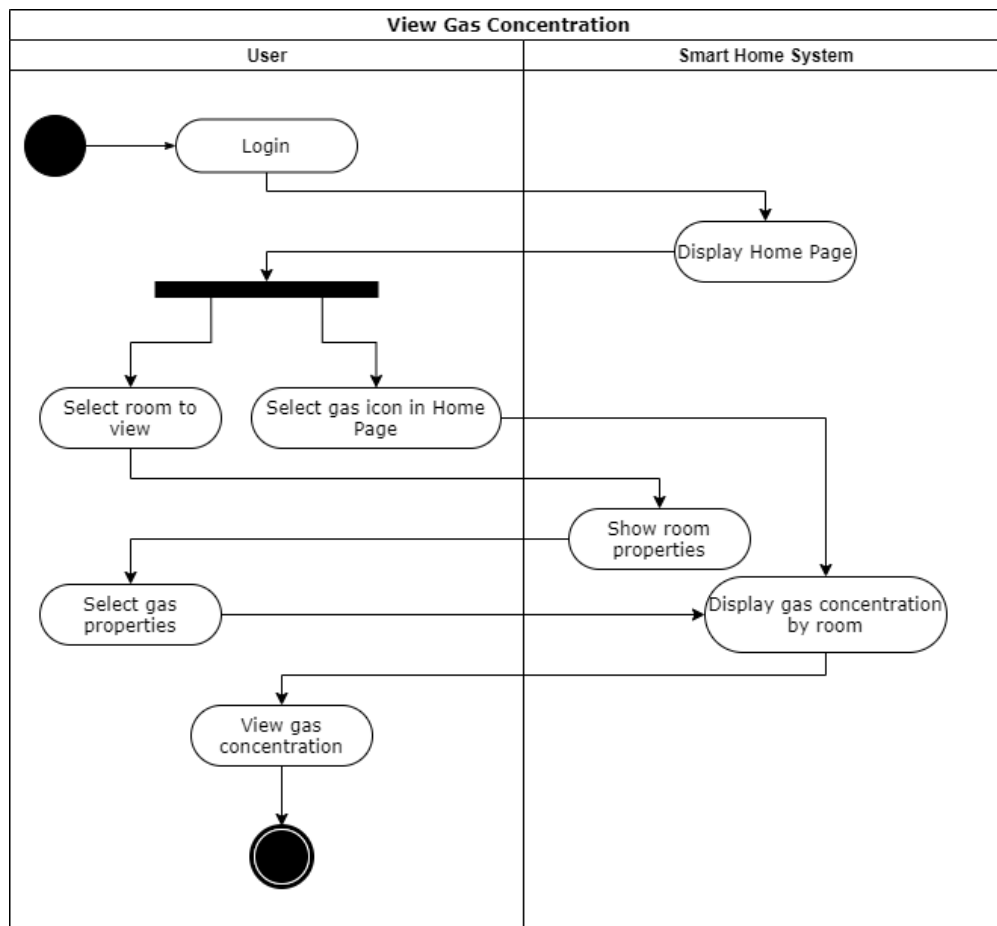 View Gas Concentration
User
Smart Home System
Login
Display Home Page
Select room to
view
Select gas icon in Home
Page
Show room
properties
Select gas
properties
Display gas concentration
by room
View gas
concentration